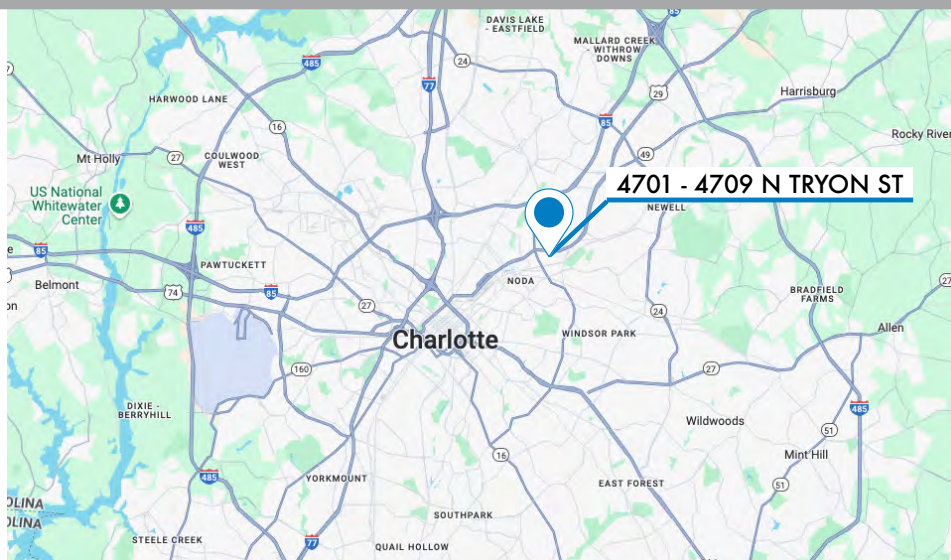 DAVIS LAKE
- EASTFIELD
85
MALLARD CREEK
- WITHROW
DOWNS
24
485
77
29
Harrisburg
HARWOOD LANE
16
85
Rocky River
Mt Holly
27
COULWOOD
WEST
49
4701 - 4709 N TRYON ST
US National
Whitewater
Center
NEWELL
485
85
PAWTUCKETT
NODA
Belmont
74
85
27
BRADFIELD
FARMS
27
24
WINDSOR PARK
Allen
Charlotte
160
27
DIXIE -
BERRYHILL
485
Wildwoods
51
16
Mint Hill
485
YORKMOUNT
EAST FOREST
51
OLINA
OLINA
SOUTHPARK
STEELE CREEK
77
QUAIL HOLLOW